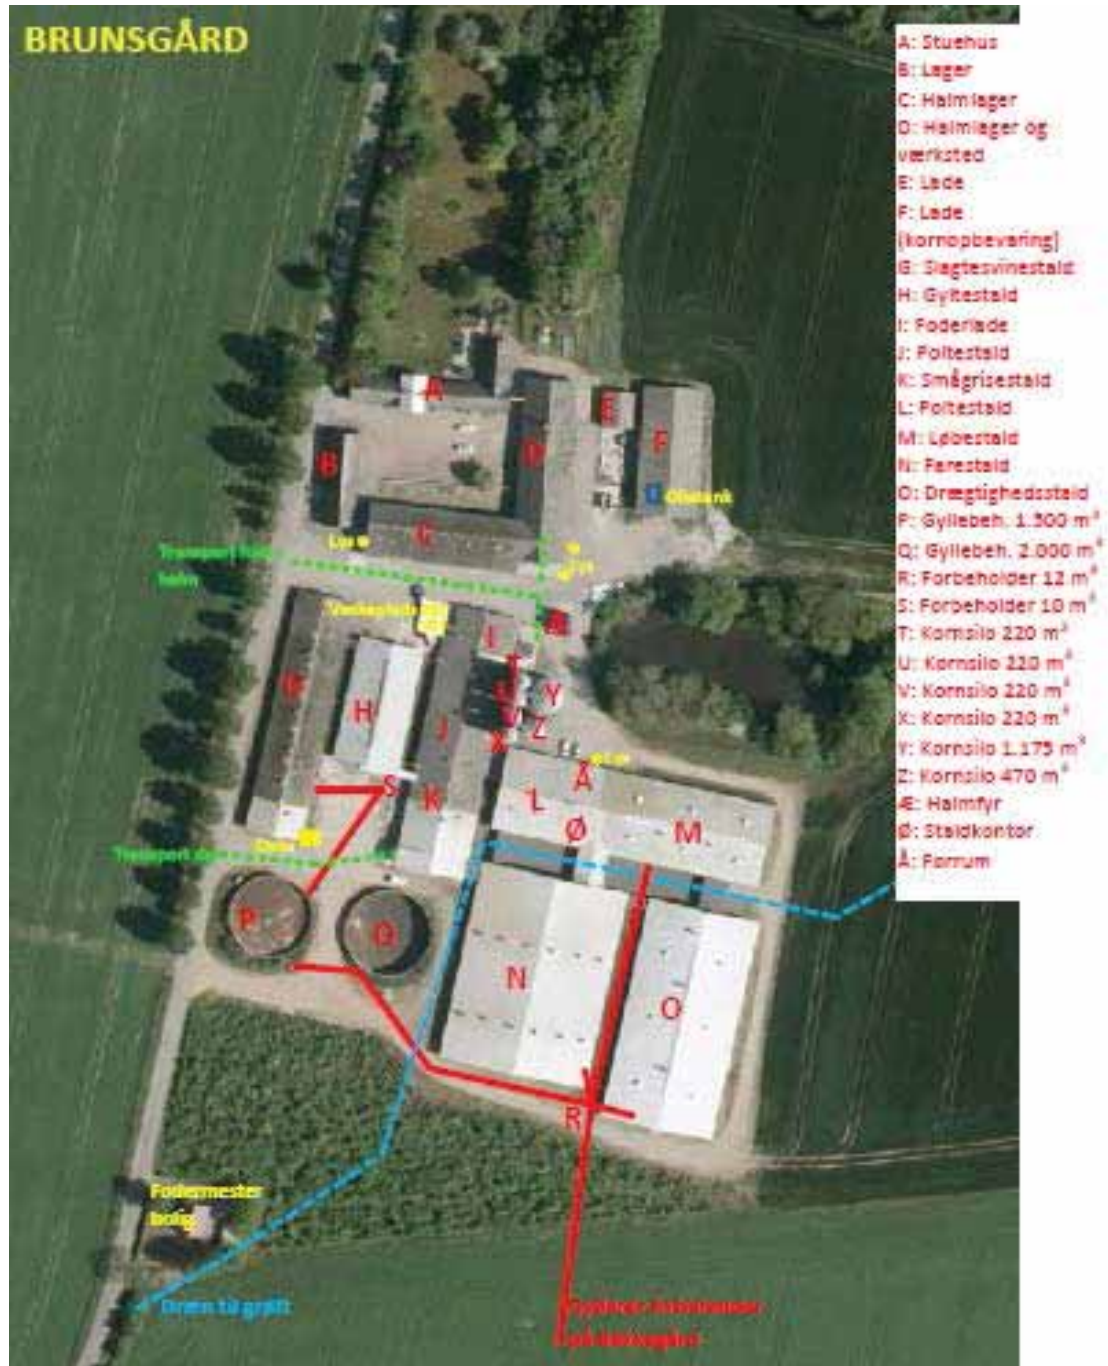 BRUNSGÅRD
A: Stuehus
B: Lager
C: Halmlager
D: Halmlager og
værksted
E: Lade
F: Lade
(kornopbevaring)
G: Slagtesvinestald
H: Gyltestald
I: Foderlade
J: Poltestald
K: Smågrisestald
L: Poltestald
M: Løbestald
N: Farestald
O: Drægtighedsstald
P: Gyllebeh. 1.300 m³
Q: Gyllebeh. 2.000 m³
R: Forbeholder 12 m³
S: Forbeholder 10 m³
T: Kornsilo 220 m³
U: Kornsilo 220 m³
V: Kornsilo 220 m³
X: Kornsilo 220 m³
Y: Kornsilo 1.175 m³
Z: Kornsilo 470 m³
Æ: Halmfyr
Ø: Staldkontor
Å: Forrum
A
B
C
D
E
F
Olietank
Lys
Transport
halm
Vaskeplads
I
G
H
J
U
V
X
Y
Z
S
K
L
Å
Ø
M
Transport
P
Q
N
O
R
Fodermester
bolig
Dræn til grøft